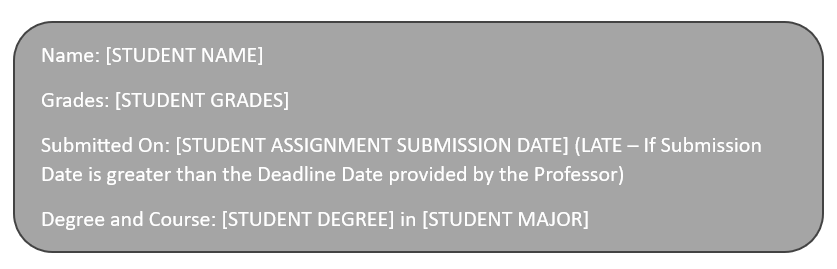 Name: [STUDENT NAME]
Grades: [STUDENT GRADES]
Submitted On: [STUDENT ASSIGNMENT SUBMISSION DATE] (LATE – If Submission
Date is greater than the Deadline Date provided by the Professor)
Degree and Course: [STUDENT DEGREE] in [STUDENT MAJOR]